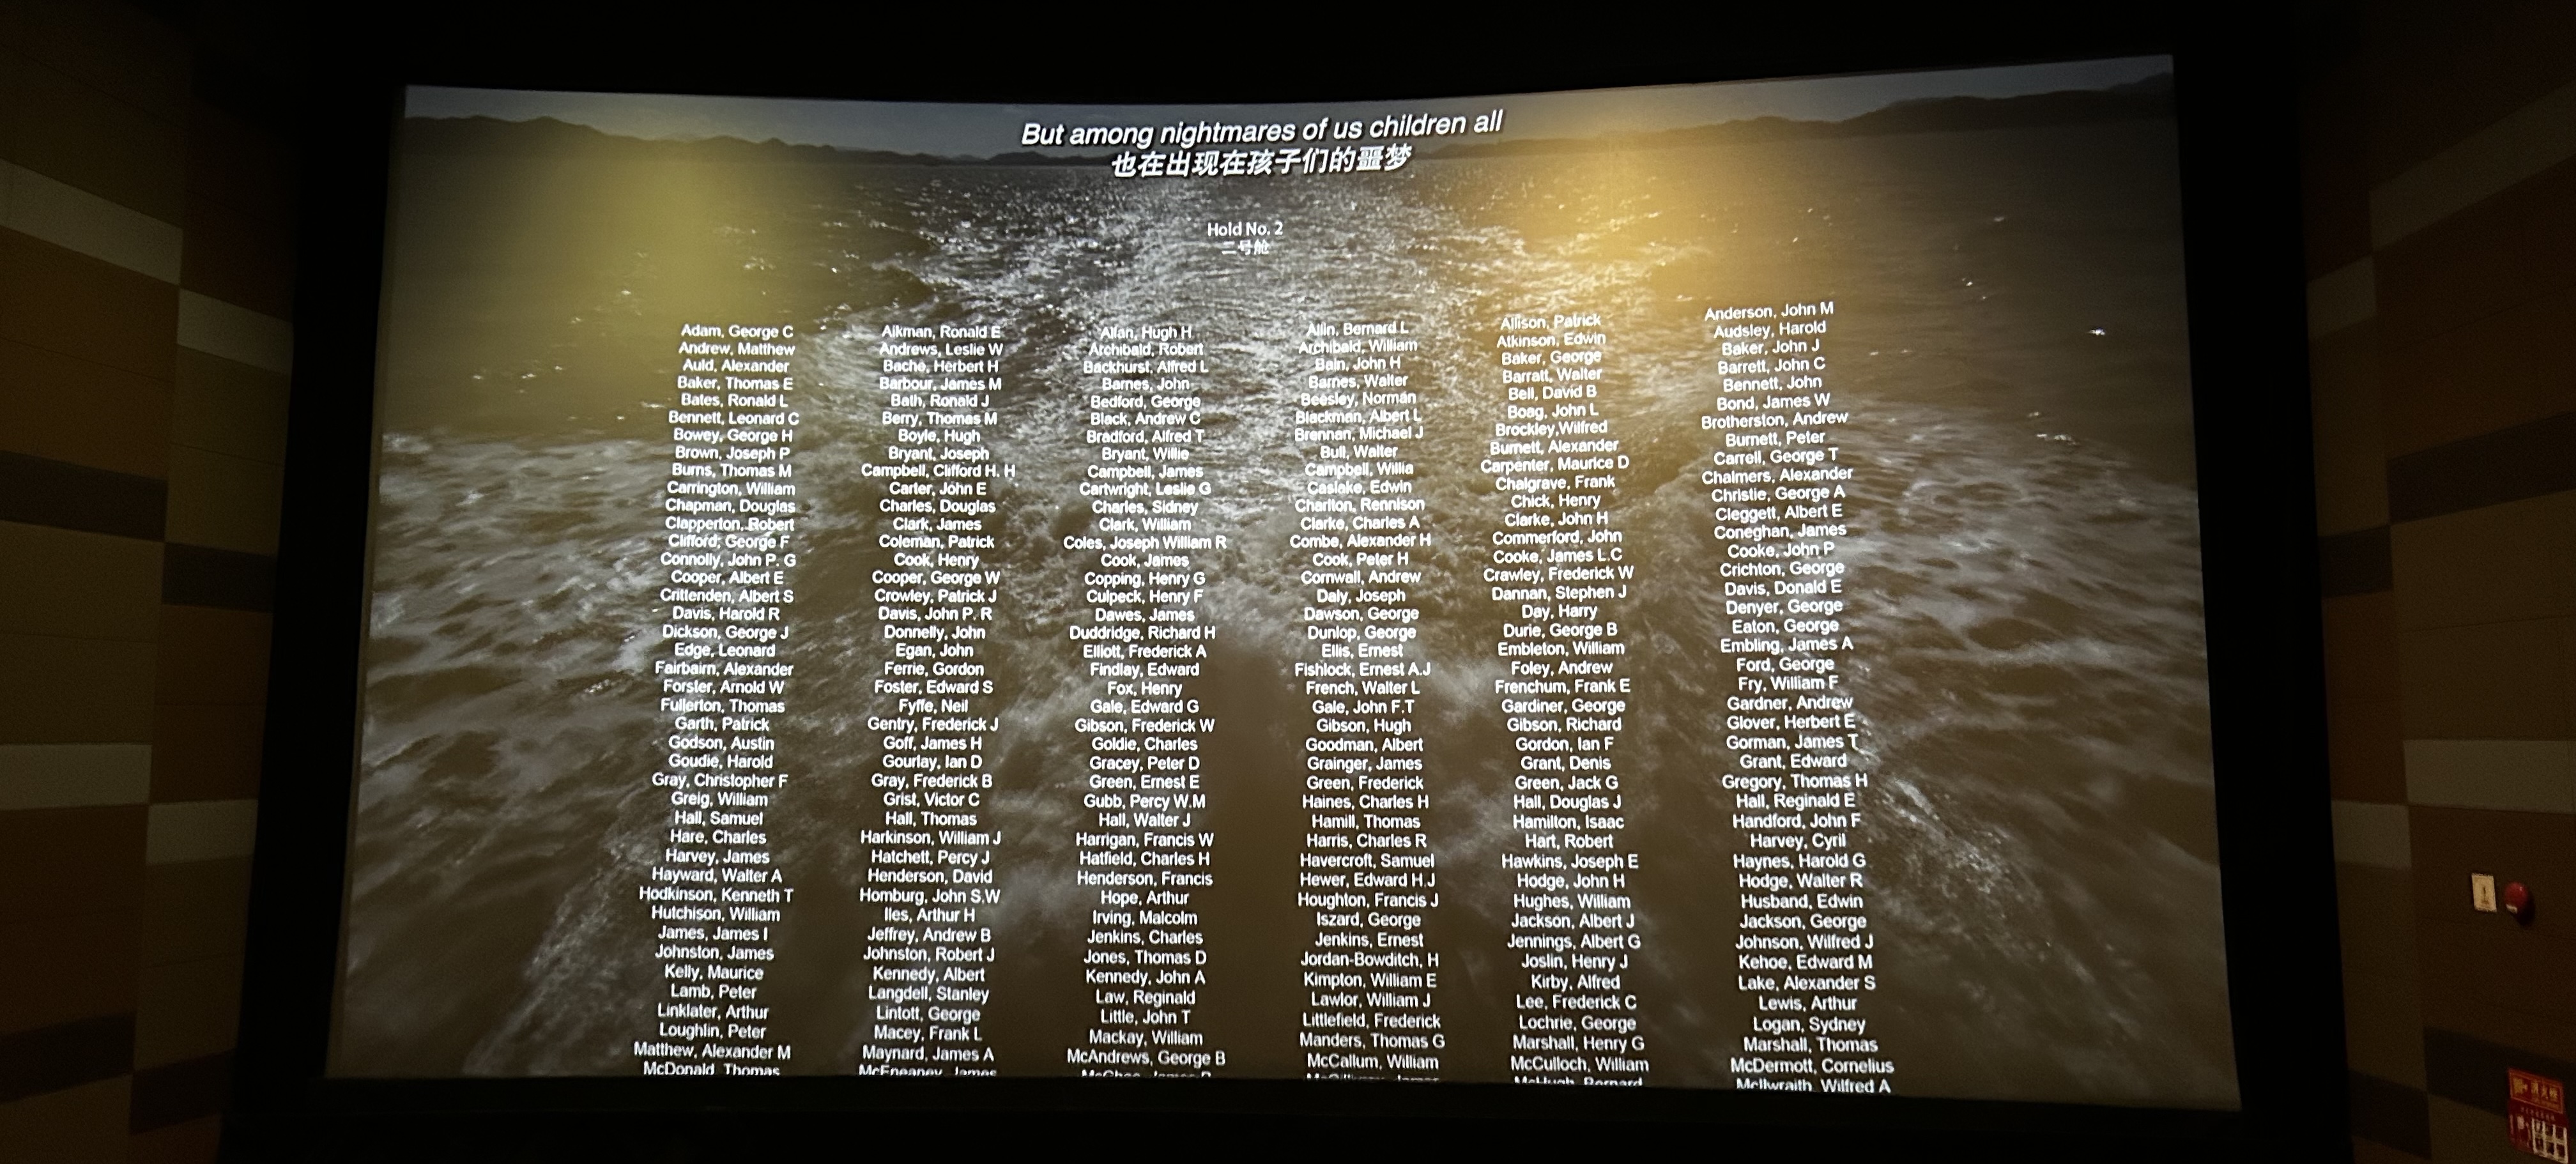 But among nightmares of us children all
也在出现在孩子们的噩梦
Hold No. 2
二号舱
Adam, George C Aikman, Ronald E Allan, Hugh H Allin, Bernard L Allison, Patrick Anderson, John M
Andrew, Matthew Andrews, Leslie W Archibald, Robert Archibald, William Atkinson, Edwin Audsley, Harold
Auld, Alexander Bache, Herbert H Backhurst, Alfred L Bain, John H Baker, George Baker, John J
Baker, Thomas E Barbour, James M Barnes, John Barnes, Walter Barratt, Walter Barrett, John C
Bates, Ronald L Bath, Ronald J Bedford, George Beesley, Norman Bell, David B Bennett, John
Bennett, Leonard C Berry, Thomas M Black, Andrew C Blackman, Albert L Boag, John L Bond, James W
Bowey, George H Boyle, Hugh Bradford, Alfred T Brennan, Michael J Brockley,Wilfred Brotherston, Andrew
Brown, Joseph P Bryant, Joseph Bryant, Willie Bull, Walter Burnett, Alexander Burnett, Peter
Burns, Thomas M Campbell, Clifford H. H Campbell, James Campbell, Willia Carpenter, Maurice D Carrell, George T
Carrington, William Carter, John E Cartwright, Leslie G Caslake, Edwin Chalgrave, Frank Chalmers, Alexander
Chapman, Douglas Charles, Douglas Charles, Sidney Charlton, Rennison Chick, Henry Christie, George A
Clapperton, Robert Clark, James Clark, William Clarke, Charles A Clarke, John H Cleggett, Albert E
Clifford, George F Coleman, Patrick Coles, Joseph William R Combe, Alexander H Commerford, John Coneghan, James
Connolly, John P. G Cook, Henry Cook, James Cook, Peter H Cooke, James L.C Cooke, John P
Cooper, Albert E Cooper, George W Copping, Henry G Cornwall, Andrew Crawley, Frederick W Crichton, George
Crittenden, Albert S Crowley, Patrick J Culpeck, Henry F Daly, Joseph Dannan, Stephen J Davis, Donald E
Davis, Harold R Davis, John P. R Dawes, James Dawson, George Day, Harry Denyer, George
Dickson, George J Donnelly, John Duddridge, Richard H Dunlop, George Durie, George B Eaton, George
Edge, Leonard Egan, John Elliott, Frederick A Ellis, Ernest Embleton, William Embling, James A
Fairbairn, Alexander Ferrie, Gordon Findlay, Edward Fishlock, Ernest A.J Foley, Andrew Ford, George
Forster, Arnold W Foster, Edward S Fox, Henry French, Walter L Frenchum, Frank E Fry, William F
Fullerton, Thomas Fyffe, Neil Gale, Edward G Gale, John F.T Gardiner, George Gardner, Andrew
Garth, Patrick Gentry, Frederick J Gibson, Frederick W Gibson, Hugh Gibson, Richard Glover, Herbert E
Godson, Austin Goff, James H Goldie, Charles Goodman, Albert Gordon, Ian F Gorman, James T
Goudie, Harold Gourlay, Ian D Gracey, Peter D Grainger, James Grant, Denis Grant, Edward
Gray, Christopher F Gray, Frederick B Green, Ernest E Green, Frederick Green, Jack G Gregory, Thomas H
Greig, William Grist, Victor C Gubb, Percy W.M Haines, Charles H Hall, Douglas J Hall, Reginald E
Hall, Samuel Hall, Thomas Hall, Walter J Hamill, Thomas Hamilton, Isaac Handford, John F
Hare, Charles Harkinson, William J Harrigan, Francis W Harris, Charles R Hart, Robert Harvey, Cyril
Harvey, James Hatchett, Percy J Hatfield, Charles H Havercroft, Samuel Hawkins, Joseph E Haynes, Harold G
Hayward, Walter A Henderson, David Henderson, Francis Hewer, Edward H.J Hodge, John H Hodge, Walter R
Hodkinson, Kenneth T Homburg, John S.W Hope, Arthur Houghton, Francis J Hughes, William Husband, Edwin
Hutchison, William Iles, Arthur H Irving, Malcolm Iszard, George Jackson, Albert J Jackson, George
James, James I Jeffrey, Andrew B Jenkins, Charles Jenkins, Ernest Jennings, Albert G Johnson, Wilfred J
Johnston, James Johnston, Robert J Jones, Thomas D Jordan-Bowditch, H Joslin, Henry J Kehoe, Edward M
Kelly, Maurice Kennedy, Albert Kennedy, John A Kimpton, William E Kirby, Alfred Lake, Alexander S
Lamb, Peter Langdell, Stanley Law, Reginald Lawlor, William J Lee, Frederick C Lewis, Arthur
Linklater, Arthur Lintott, George Little, John T Littlefield, Frederick Lochrie, George Logan, Sydney
Loughlin, Peter Macey, Frank L Mackay, William Manders, Thomas G Marshall, Henry G Marshall, Thomas
Matthew, Alexander M Maynard, James A McAndrews, George B McCallum, William McCulloch, William McDermott, Cornelius
McDonald, Thomas McEneaney, James McHugh, Bernard McIlwraith, Wilfred A